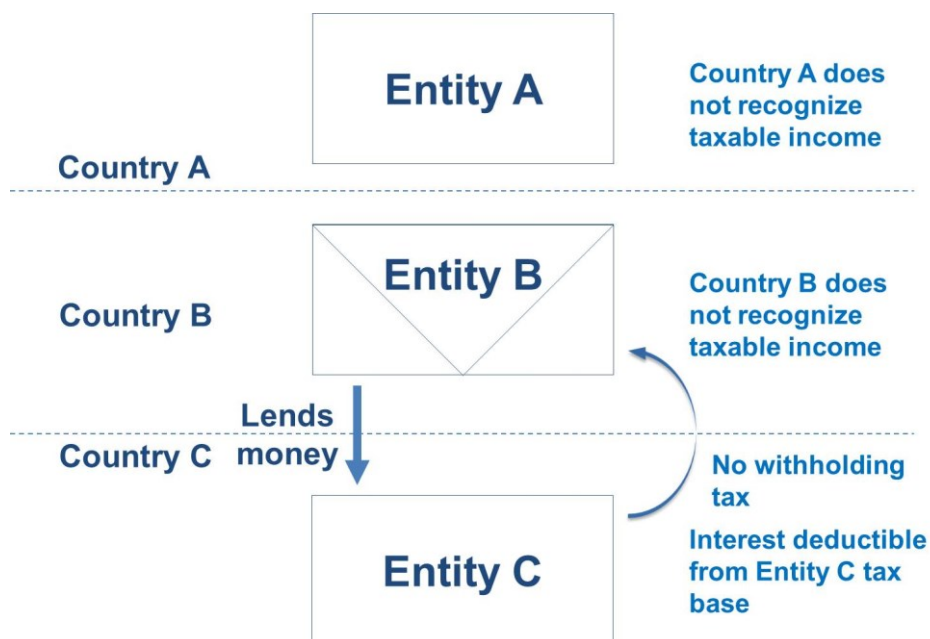 Entity A
Country A does
not recognize
taxable income
Country A
Entity B
Country B
Country B does
not recognize
taxable income
Lends
money
Country C
No withholding
tax
Interest deductible
from Entity C tax
base
Entity C